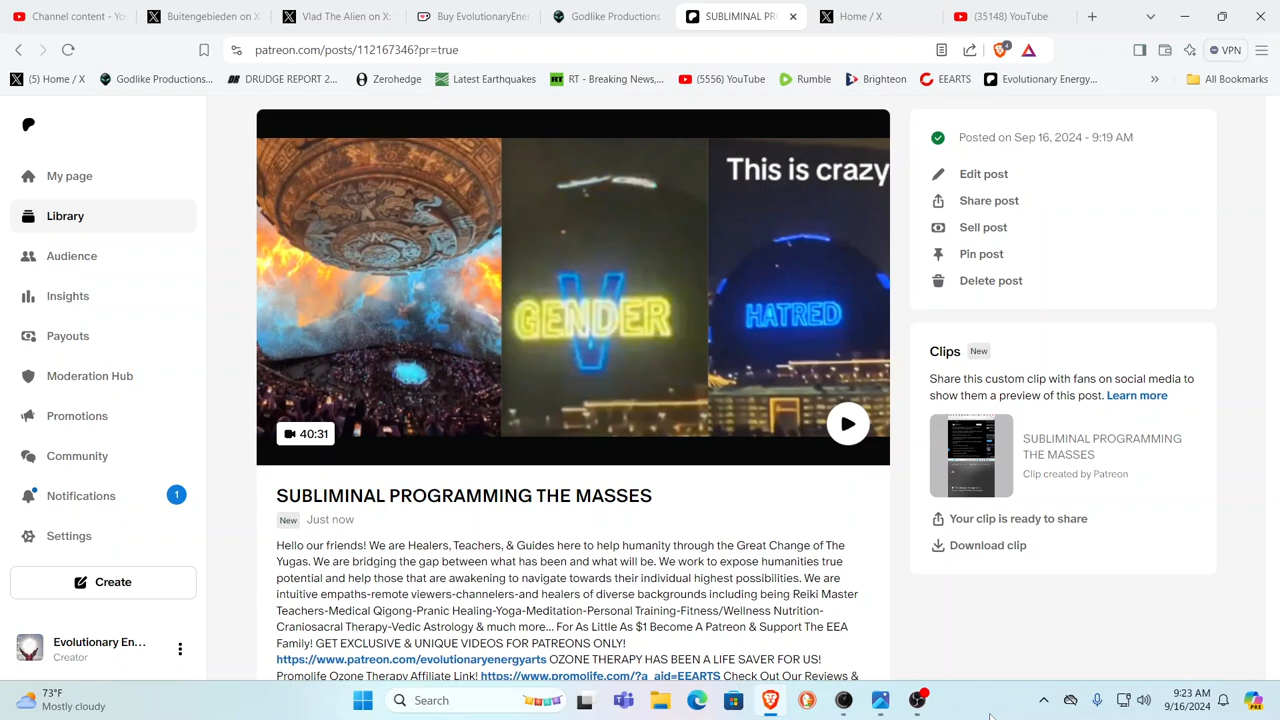 Content content - Yo
Buitengebieden on X
Vlad The Alien on X:
Buy EvolutionaryEner
Godlike Productions
SUBLIMINAL PR
Home / X
(35148) YouTube
patreon.com/posts/112167346?pr=true
4
VPN
(5) Home / X
Godlike Productions...
DRUDGE REPORT 2...
Zerohedge
Latest Earthquakes
RT
RT - Breaking News,...
(5556) YouTube
Rumble
Brighteon
EEARTS
Evolutionary Energy...
All Bookmarks
My page
Library
Audience
Insights
Payouts
Moderation Hub
Promotions
Community
Notifications 1
Settings
Create
Evolutionary En...
Creator
This is crazy
V
GENDER
HATRED
40:31
SUBLIMINAL PROGRAMMING THE MASSES
New Just now
Hello our friends! We are Healers, Teachers, & Guides here to help humanity through the Great Change of The
Yugas. We are bridging the gap between what has been and what will be. We work to expose humanities true
potential and help those that are awakening to navigate towards their individual highest possibilities. We are
intuitive empaths-remote viewers-channelers-and healers of diverse backgrounds including being Reiki Master
Teachers-Medical Qigong-Pranic Healing-Yoga-Meditation-Personal Training-Fitness/Wellness Nutrition-
Craniosacral Therapy-Vedic Astrology & much more... For As Little As $1 Become A Patreon & Support The EEA
Family! GET EXCLUSIVE & UNIQUE VIDEOS FOR PATREONS ONLY!
https://www.patreon.com/evolutionaryenergyarts OZONE THERAPY HAS BEEN A LIFE SAVER FOR US!
Promolife Ozone Therapy Affiliate Link! https://www.promolife.com/?a_aid=EEARTS Check Out Our Reviews &
Posted on Sep 16, 2024 - 9:19 AM
Edit post
Share post
Sell post
Pin post
Delete post
Clips New
Share this custom clip with fans on social media to
show them a preview of this post. Learn more
SUBLIMINAL PROGRAMMING
THE MASSES
Clip created by Patreon
Your clip is ready to share
Download clip
73°F
Mostly cloudy
Search
9:23 AM
9/16/2024